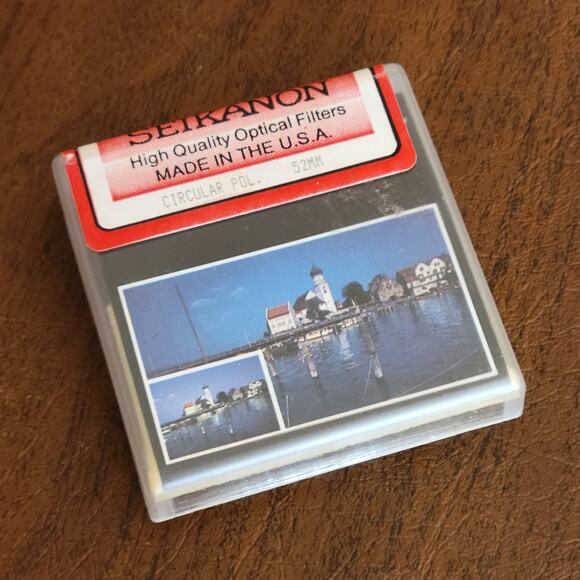 SEIKANON
High Quality Optical Filters
MADE IN THE U.S.A.
CIRCULAR POL. 52MM